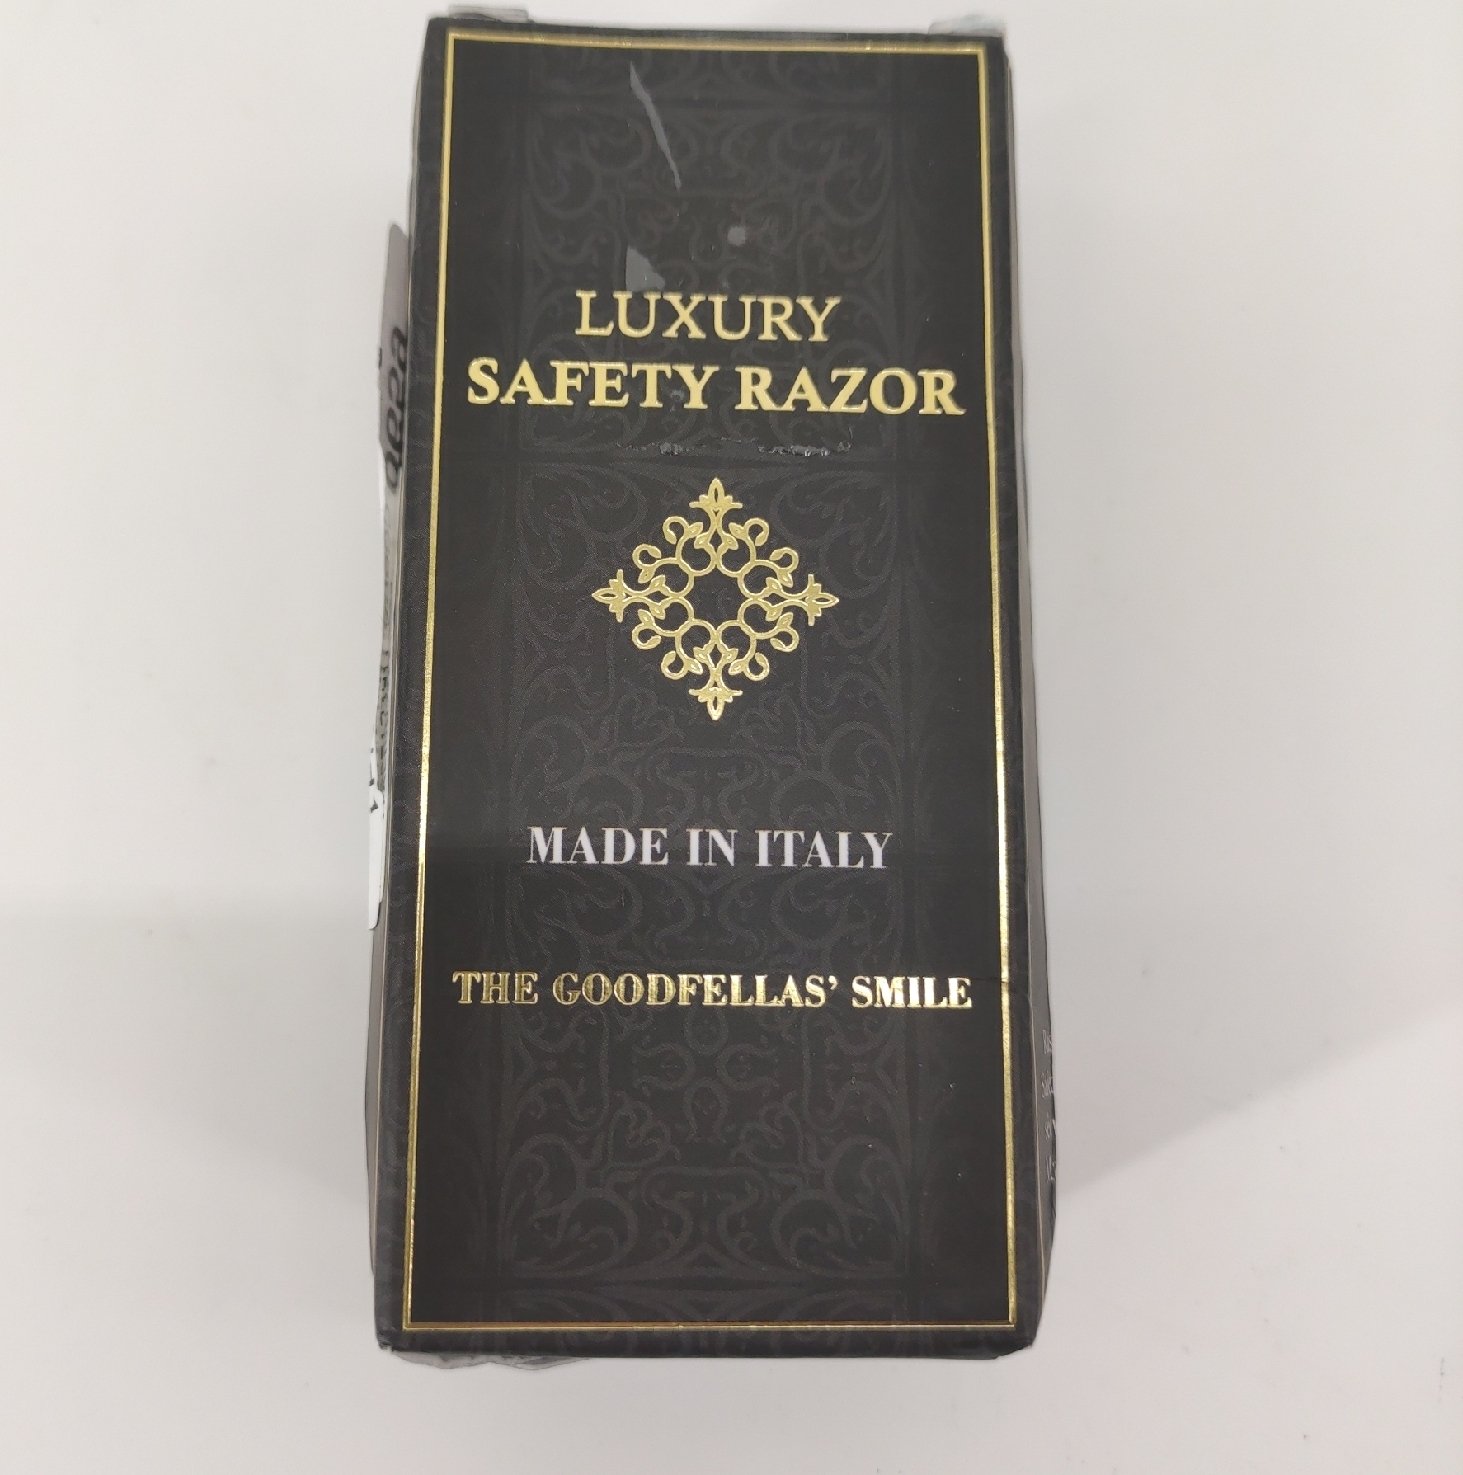 LUXURY
SAFETY RAZOR
MADE IN ITALY
THE GOODFELLAS' SMILE